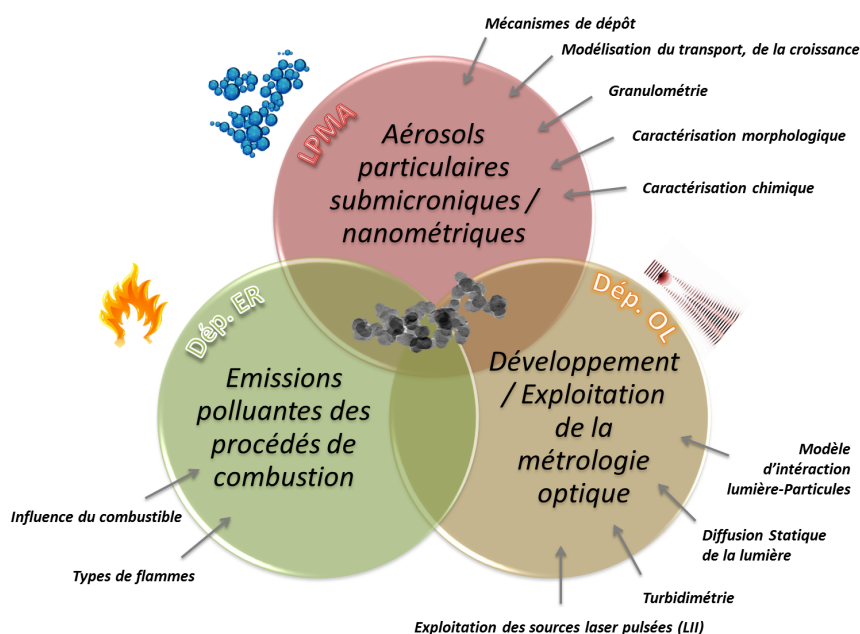 Mécanismes de dépôt
Modélisation du transport, de la croissance
Granulométrie
Caractérisation morphologique
Caractérisation chimique
LPMA
Aérosols
particulaires
submicroniques /
nanométriques
Dép. ER
Emissions
polluantes des
procédés de
combustion
Influence du combustible
Types de flammes
Dép. OL
Développement
/ Exploitation
de la
métrologie
optique
Modèle
d'intéraction
lumière-Particules
Diffusion Statique
de la lumière
Turbidimétrie
Exploitation des sources laser pulsées (LII)